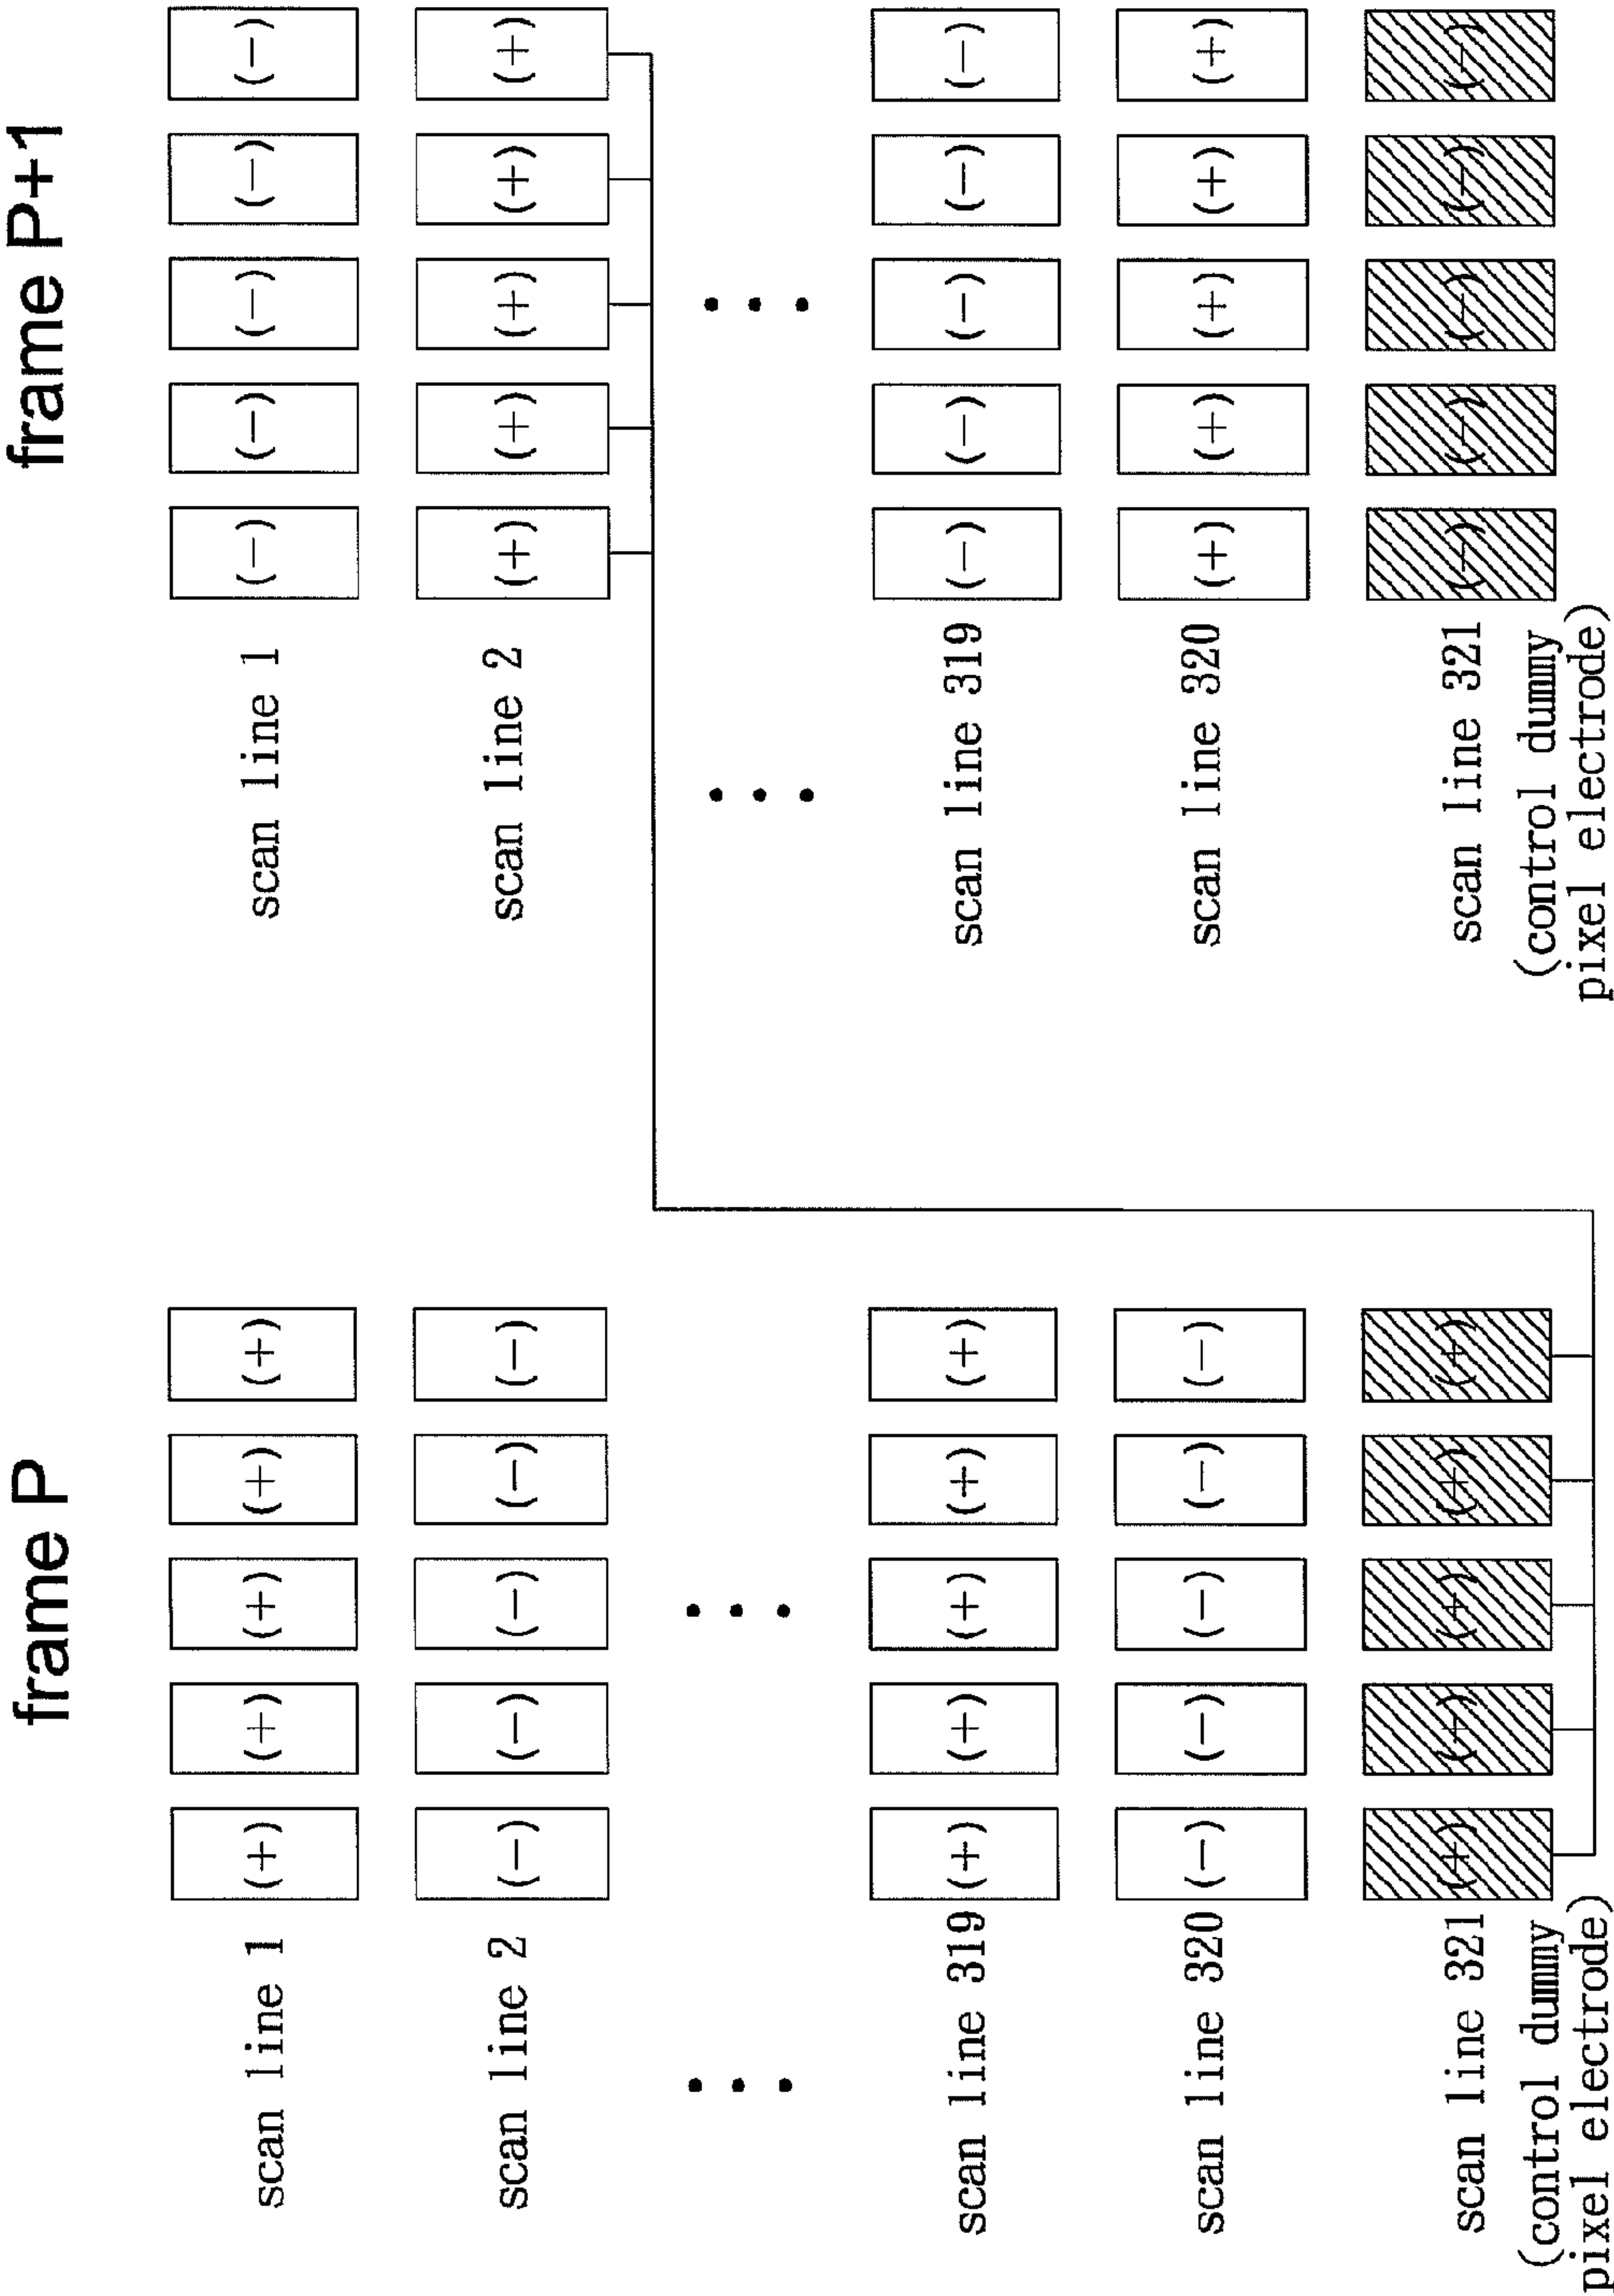 frame P
scan line 1 (+) (+) (+) (+) (+)
scan line 2 (−) (−) (−) (−) (−)
... ...
scan line 319 (+) (+) (+) (+) (+)
scan line 320 (−) (−) (−) (−) (−)
scan line 321 (+) (+) (+) (+) (+)
(control dummy
pixel electrode)
frame P+1
scan line 1 (−) (−) (−) (−) (−)
scan line 2 (+) (+) (+) (+) (+)
... ...
scan line 319 (−) (−) (−) (−) (−)
scan line 320 (+) (+) (+) (+) (+)
scan line 321 (−) (−) (−) (−) (−)
(control dummy
pixel electrode)